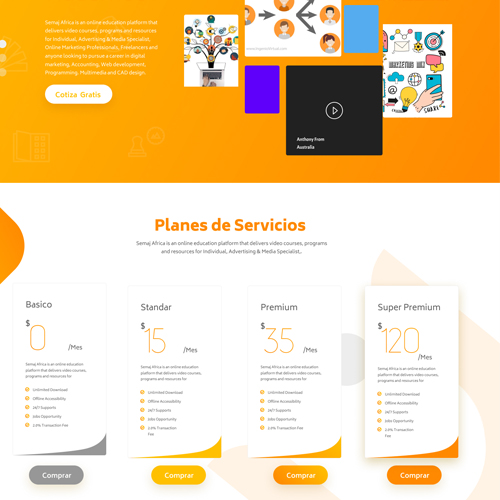 Semaj Africa is an online education platform that
delivers video courses, programs and resources
for Individual, Advertising & Media Specialist,
Online Marketing Professionals, Freelancers and
anyone looking to pursue a career in digital
marketing, Accounting, Web development,
Programming, Multimedia and CAD design.
Cotiza Gratis
Anthony From
Australia
Planes de Servicios
Semaj Africa is an online education platform that delivers video courses, programs
and resources for Individual, Advertising & Media Specialist,.
Basico
$0 /Mes
Semaj Africa is an online education
platform that delivers video courses,
programs and resources for
Unlimited Download
Offline Accessibility
24/7 Supports
Jobs Opportunity
2.9% Transaction Fee
Comprar
Standar
$15 /Mes
Semaj Africa is an online education
platform that delivers video courses,
programs and resources for
Unlimited Download
Offline Accessibility
24/7 Supports
Jobs Opportunity
2.9% Transaction
Fee
Comprar
Premium
$35 /Mes
Semaj Africa is an online education
platform that delivers video courses,
programs and resources for
Unlimited Download
Offline Accessibility
24/7 Supports
Jobs Opportunity
2.9% Transaction Fee
Comprar
Super Premium
$120 /Mes
Semaj Africa is an online education
platform that delivers video courses,
programs and resources for
Unlimited Download
Offline Accessibility
24/7 Supports
Jobs Opportunity
2.9% Transaction
Fee
Comprar